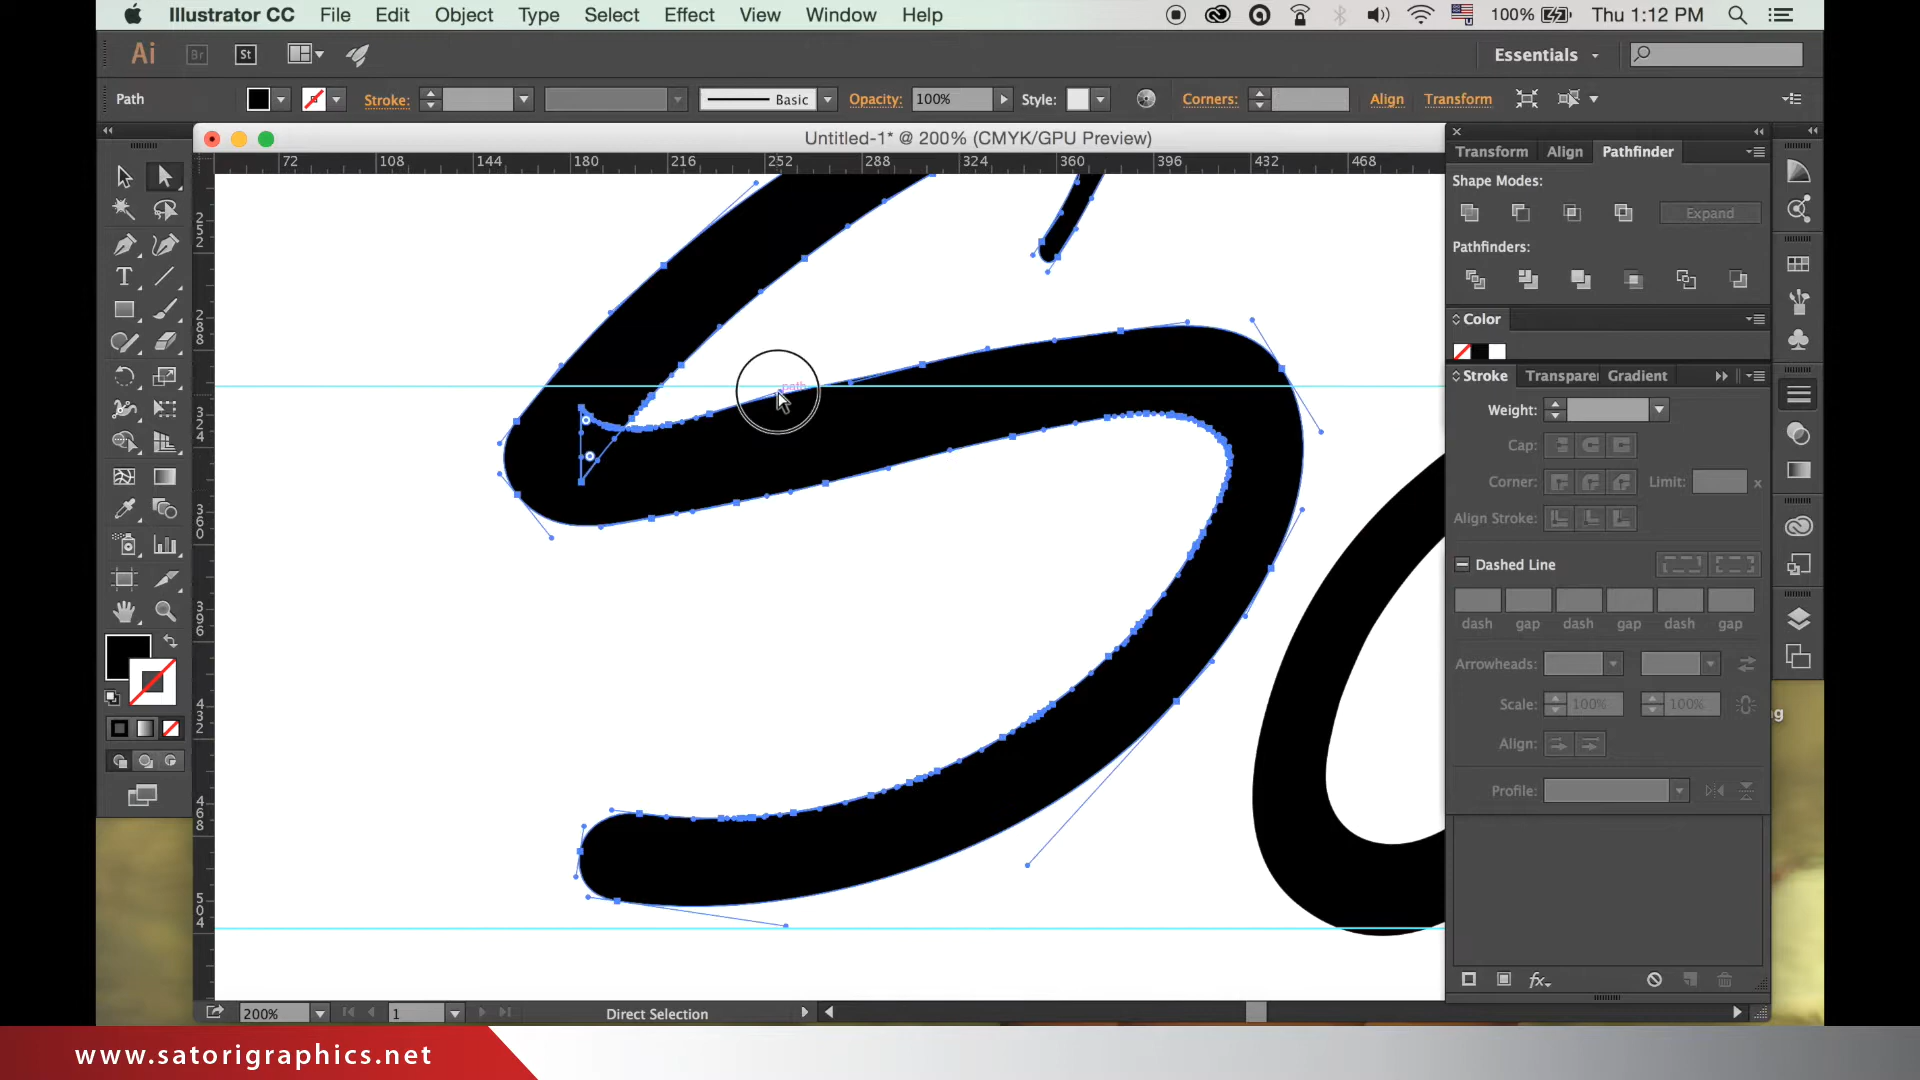 Illustrator CC File Edit Object Type Select Effect View Window Help 100% Thu 1:12 PM
Ai Br St Essentials
Path Stroke: Basic Opacity: 100% Style: Corners: Align Transform
Untitled-1* @ 200% (CMYK/GPU Preview)
72 108 144 180 216 252 288 324 360 396 432 468
252
288
324
360
396
432
468
504
path
Transform Align Pathfinder
Shape Modes:
Expand
Pathfinders:
Color
Stroke Transpare Gradient
Weight:
Cap:
Corner: Limit: x
Align Stroke:
Dashed Line
dash gap dash gap dash gap
Arrowheads:
Scale: 100% 100%
Align:
Profile:
fx
ng
200% 1 Direct Selection
www.satorigraphics.net